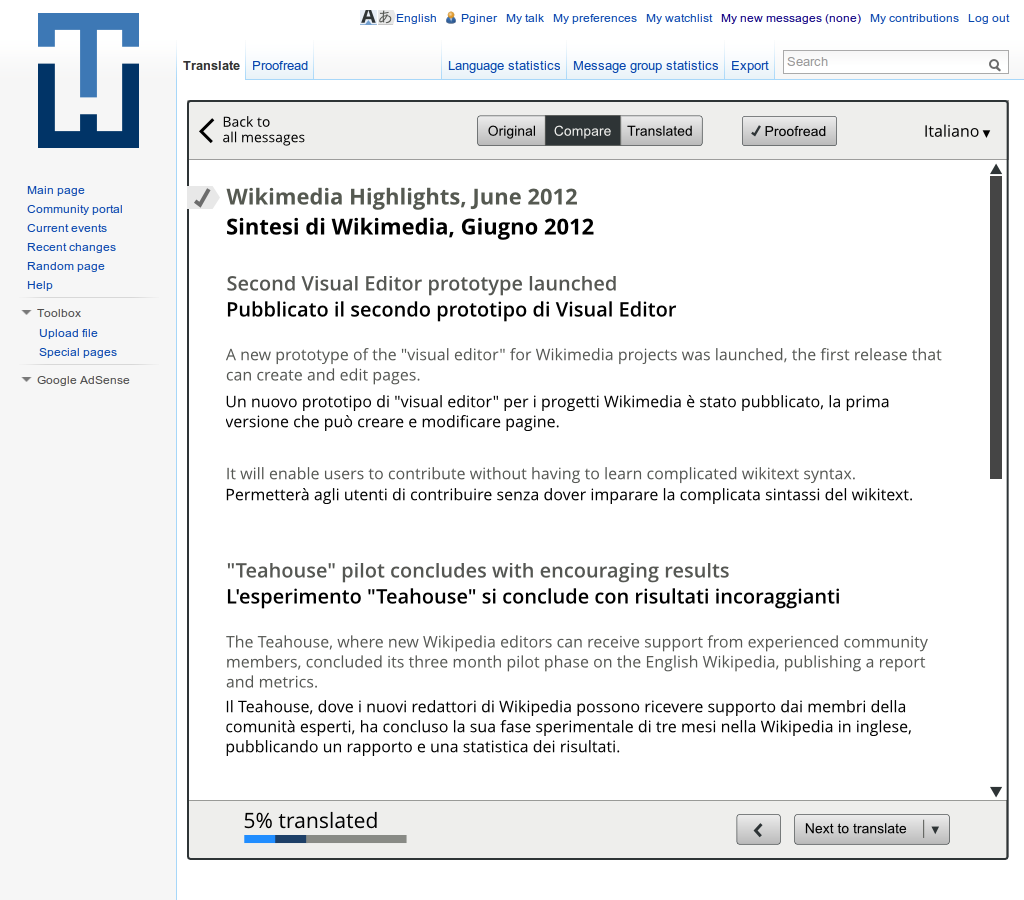 Aあ English Pginer My talk My preferences My watchlist My new messages (none) My contributions Log out
Translate Proofread Language statistics Message group statistics Export Search
Main page
Community portal
Current events
Recent changes
Random page
Help
Toolbox
Upload file
Special pages
Google AdSense
Back to
all messages
Original Compare Translated ✓ Proofread Italiano ▾
Wikimedia Highlights, June 2012
Sintesi di Wikimedia, Giugno 2012
Second Visual Editor prototype launched
Pubblicato il secondo prototipo di Visual Editor
A new prototype of the "visual editor" for Wikimedia projects was launched, the first release that
can create and edit pages.
Un nuovo prototipo di "visual editor" per i progetti Wikimedia è stato pubblicato, la prima
versione che può creare e modificare pagine.
It will enable users to contribute without having to learn complicated wikitext syntax.
Permetterà agli utenti di contribuire senza dover imparare la complicata sintassi del wikitext.
"Teahouse" pilot concludes with encouraging results
L'esperimento "Teahouse" si conclude con risultati incoraggianti
The Teahouse, where new Wikipedia editors can receive support from experienced community
members, concluded its three month pilot phase on the English Wikipedia, publishing a report
and metrics.
Il Teahouse, dove i nuovi redattori di Wikipedia possono ricevere supporto dai membri della
comunità esperti, ha concluso la sua fase sperimentale di tre mesi nella Wikipedia in inglese,
pubblicando un rapporto e una statistica dei risultati.
5% translated
Next to translate